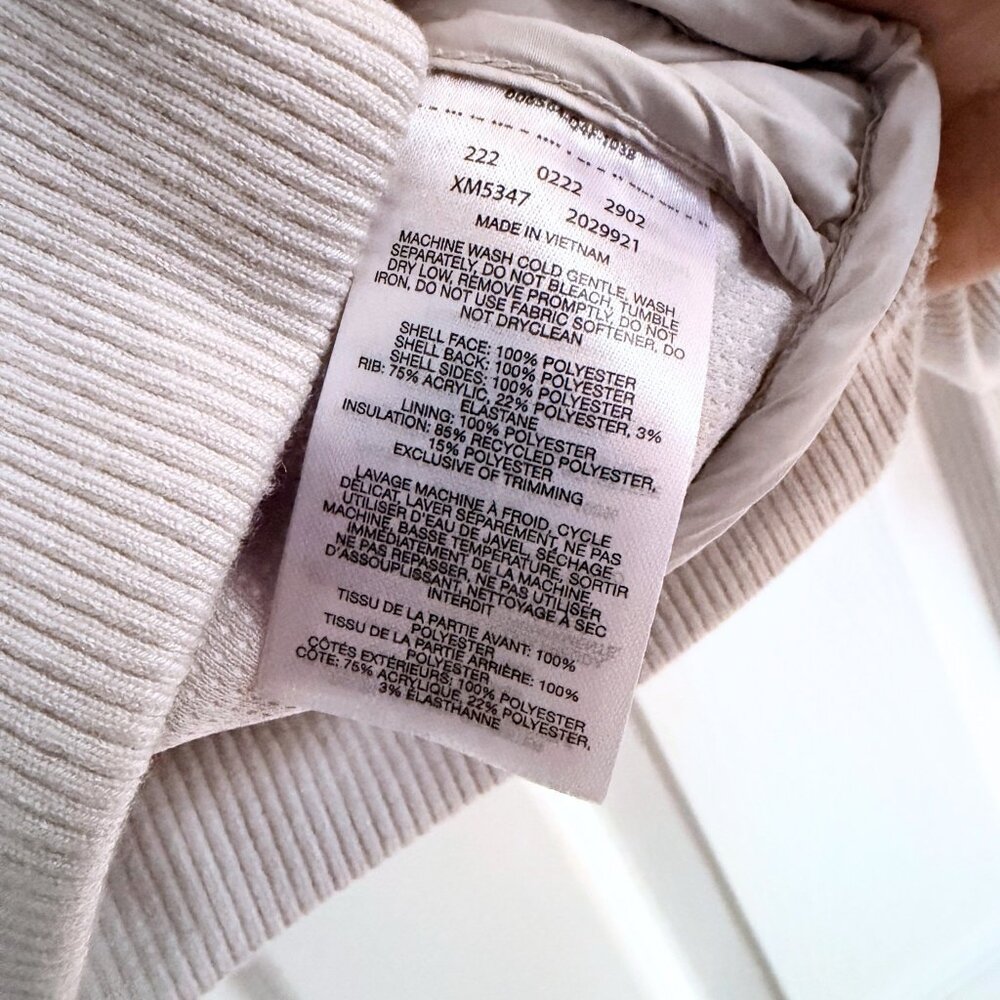 222 0222 2902
XM5347 2029921
MADE IN VIETNAM
MACHINE WASH COLD GENTLE, WASH
SEPARATELY, DO NOT BLEACH, TUMBLE
DRY LOW, REMOVE PROMPTLY, DO NOT
IRON, DO NOT USE FABRIC SOFTENER, DO
NOT DRYCLEAN
SHELL FACE: 100% POLYESTER
SHELL BACK: 100% POLYESTER
SHELL SIDES: 100% POLYESTER
RIB: 75% ACRYLIC, 22% POLYESTER, 3%
ELASTANE
LINING: 100% POLYESTER
INSULATION: 85% RECYCLED POLYESTER,
15% POLYESTER
EXCLUSIVE OF TRIMMING
LAVAGE MACHINE À FROID, CYCLE
DÉLICAT, LAVER SÉPARÉMENT, NE PAS
UTILISER D'EAU DE JAVEL, SÉCHAGE
MACHINE, BASSE TEMPÉRATURE, SORTIR
IMMÉDIATEMENT DE LA MACHINE,
NE PAS REPASSER, NE PAS UTILISER
D'ASSOUPLISSANT, NETTOYAGE À SEC
INTERDIT
TISSU DE LA PARTIE AVANT: 100%
POLYESTER
TISSU DE LA PARTIE ARRIÈRE: 100%
POLYESTER
CÔTÉS EXTÉRIEURS: 100% POLYESTER
CÔTE: 75% ACRYLIQUE, 22% POLYESTER,
3% ÉLASTHANNE